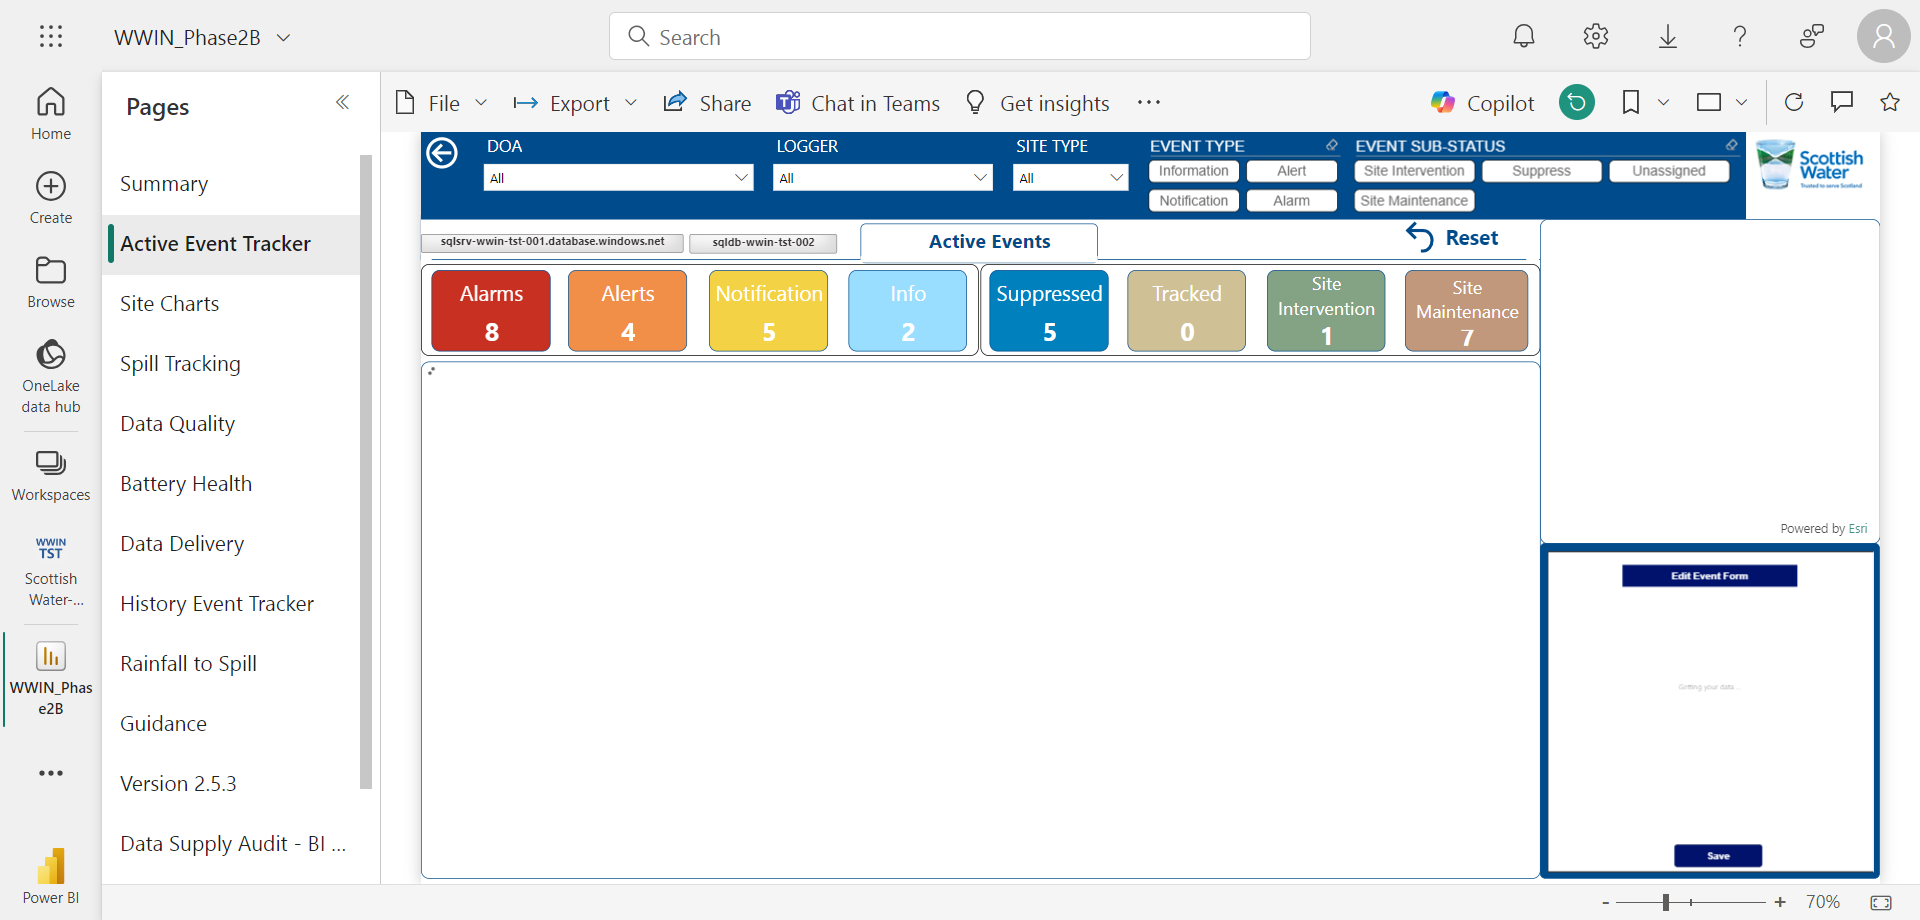 WWIN_Phase2B
Search
Home
Create
Browse
OneLake
data hub
Workspaces
WWIN
TST
Scottish
Water-...
WWIN_Phas
e2B
Power BI
Pages
Summary
Active Event Tracker
Site Charts
Spill Tracking
Data Quality
Battery Health
Data Delivery
History Event Tracker
Rainfall to Spill
Guidance
Version 2.5.3
Data Supply Audit - BI ...
File
Export
Share
Chat in Teams
Get insights
Copilot
DOA
All
LOGGER
All
SITE TYPE
All
EVENT TYPE
Information
Alert
Notification
Alarm
EVENT SUB-STATUS
Site Intervention
Suppress
Unassigned
Site Maintenance
Scottish
Water
Trusted to serve Scotland
sqlsrv-wwin-tst-001.database.windows.net
sqldb-wwin-tst-002
Active Events
Reset
Alarms
8
Alerts
4
Notification
5
Info
2
Suppressed
5
Tracked
0
Site
Intervention
1
Site
Maintenance
7
Powered by Esri
Edit Event Form
Getting your data ...
Save
- + 70%